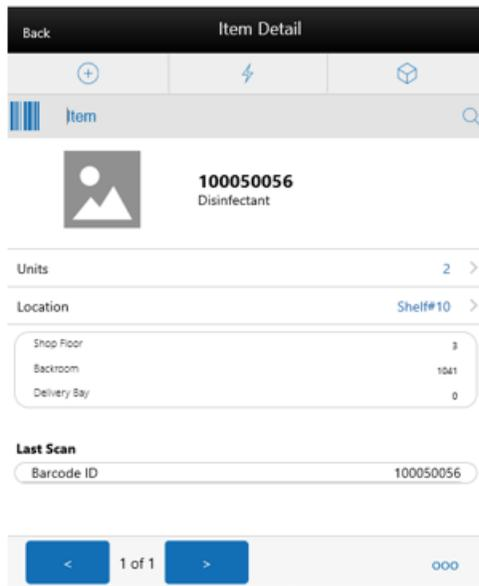 Back Item Detail
Item
100050056
Disinfectant
Units 2 >
Location Shelf#10 >
Shop Floor 3
Backroom 1041
Delivery Bay 0
Last Scan
Barcode ID 100050056
< 1 of 1 > ooo